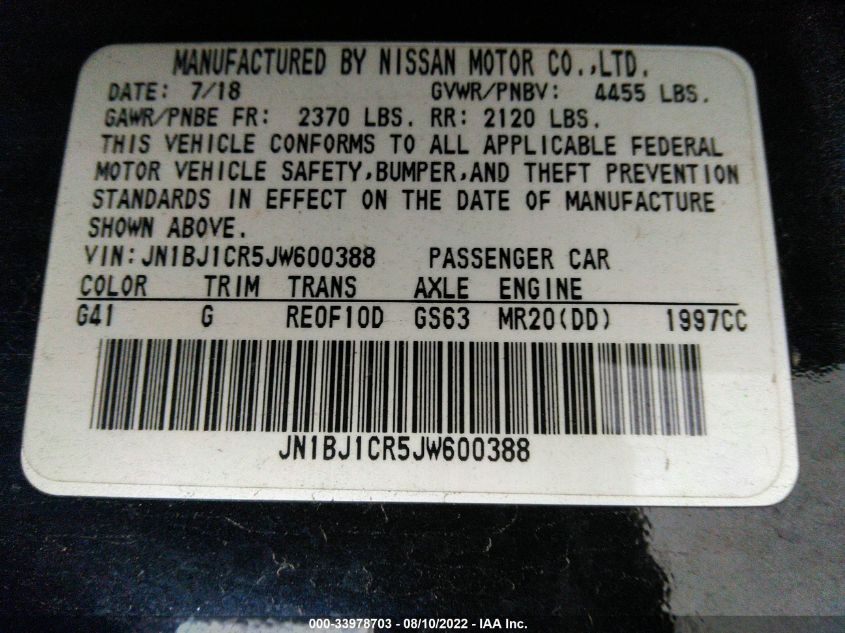 MANUFACTURED BY NISSAN MOTOR CO.,LTD.
DATE: 7/18 GVWR/PNBV: 4455 LBS.
GAWR/PNBE FR: 2370 LBS. RR: 2120 LBS.
THIS VEHICLE CONFORMS TO ALL APPLICABLE FEDERAL
MOTOR VEHICLE SAFETY,BUMPER,AND THEFT PREVENTION
STANDARDS IN EFFECT ON THE DATE OF MANUFACTURE
SHOWN ABOVE.
VIN:JN1BJ1CR5JW600388 PASSENGER CAR
COLOR TRIM TRANS AXLE ENGINE
G41 G RE0F10D GS63 MR20(DD) 1997CC
JN1BJ1CR5JW600388
000-33978703 - 08/10/2022 - IAA Inc.